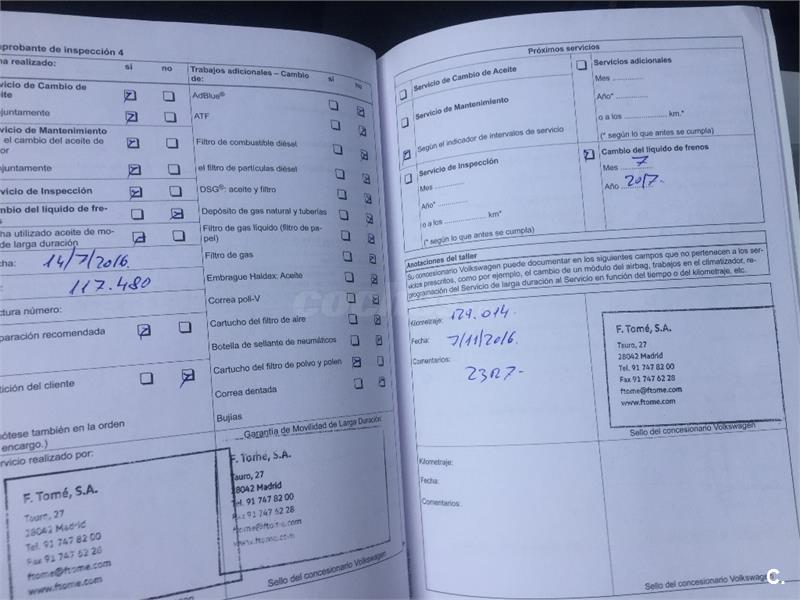 probante de inspección 4
a realizado:
sí
no
vicio de Cambio de
eite
njuntamente
vicio de Mantenimiento
el cambio del aceite de
or
njuntamente
vicio de Inspección
mbio del líquido de fre-
s
ha utilizado aceite de mo-
de larga duración
cha: 14/7/2016.
117.480
ctura número:
paración recomendada
tición del cliente
nótese también en la orden
encargo.)
rvicio realizado por:
F. Tomé, S.A.
Tauro, 27
28042 Madrid
Tel. 91 747 82 00
Fax 91 747 62 28
ftome@ftome.com
www.ftome.com
Trabajos adicionales – Cambio
de:
sí
no
AdBlue®
ATF
Filtro de combustible diésel
el filtro de partículas diésel
DSG®: aceite y filtro
Depósito de gas natural y tuberías
Filtro de gas líquido (filtro de pa-
pel)
Filtro de gas
Embrague Haldex: Aceite
Correa poli-V
Cartucho del filtro de aire
Botella de sellante de neumáticos
Cartucho del filtro de polvo y polen
Correa dentada
Bujías
Garantía de Movilidad de Larga Duración:
F. Tomé, S.A.
Tauro, 27
28042 Madrid
Tel. 91 747 82 00
Fax 91 747 62 28
ftome@ftome.com
www.ftome.com
Sello del concesionario Volkswagen
Próximos servicios
Servicio de Cambio de Aceite
Servicio de Mantenimiento
Según el indicador de intervalos de servicio
Servicio de Inspección
Mes
Año*
o a los km*
(* según lo que antes se cumpla)
Servicios adicionales
Mes
Año*
o a los km.*
(* según lo que antes se cumpla)
Cambio del líquido de frenos
Mes 7
Año 2017.
Anotaciones del taller
Su concesionario Volkswagen puede documentar en los siguientes campos que no pertenecen a los ser-
vicios prescritos, como por ejemplo, el cambio de un módulo del airbag, trabajos en el climatizador, re-
programación del Servicio de larga duración al Servicio en función del tiempo o del kilometraje, etc.
Kilometraje: 129.014.
Fecha: 7/11/2016.
Comentarios:
23R7-
F. Tomé, S.A.
Tauro, 27
28042 Madrid
Tel. 91 747 82 00
Fax 91 747 62 28
ftome@ftome.com
www.ftome.com
Sello del concesionario Volkswagen
Kilometraje:
Fecha:
Comentarios:
Sello del concesionario Volkswagen
C.